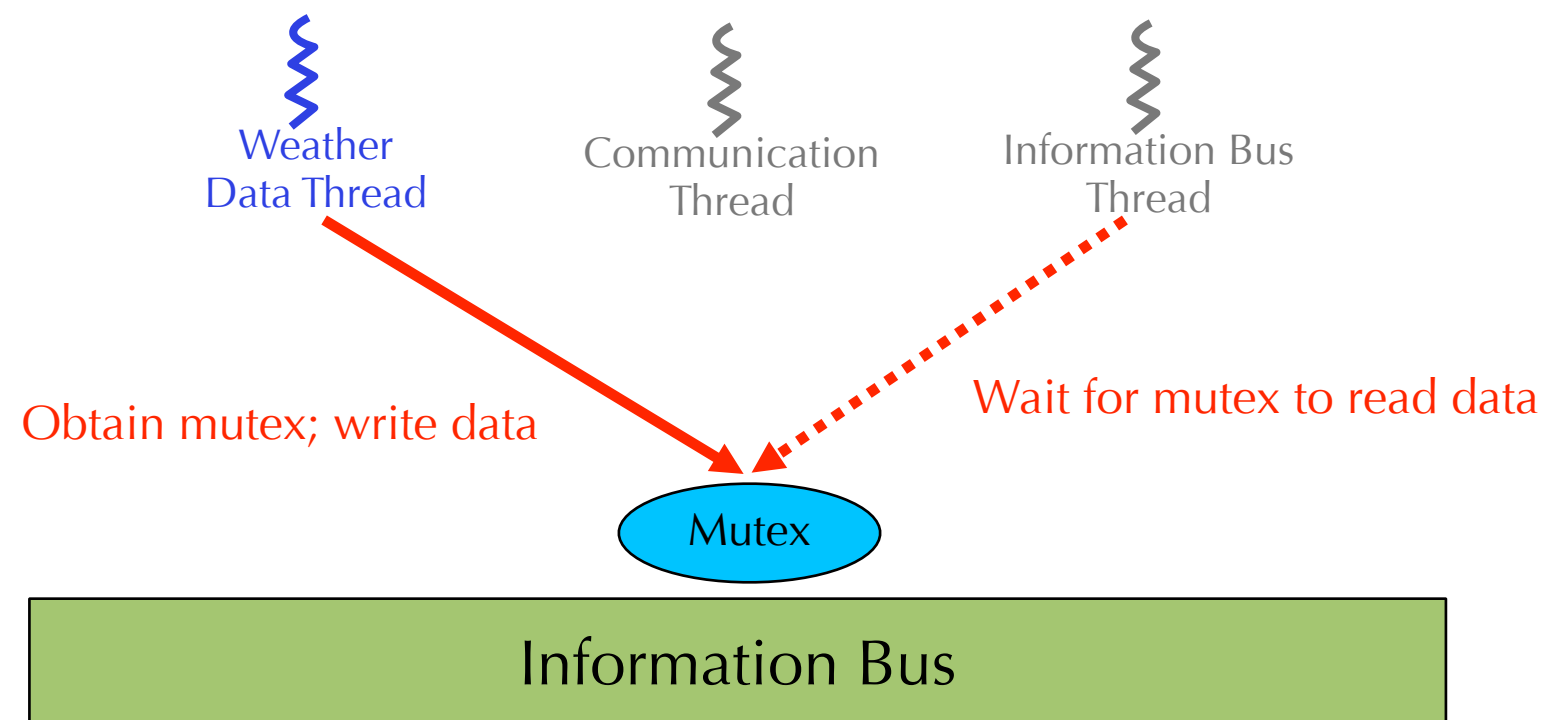 Weather
Data Thread
Communication
Thread
Information Bus
Thread
Obtain mutex; write data
Wait for mutex to read data
Mutex
Information Bus